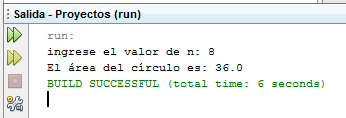 Salida - Proyectos (run)
run:
ingrese el valor de n: 8
El área del círculo es: 36.0
BUILD SUCCESSFUL (total time: 6 seconds)